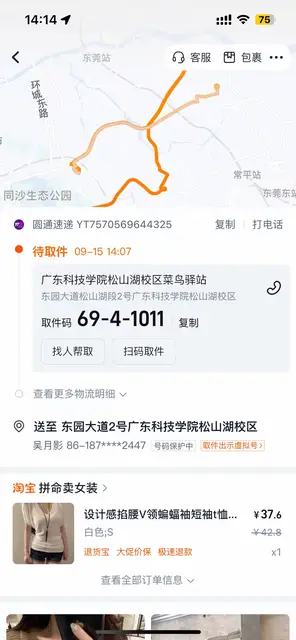 14:14
75
东莞站
客服
包裹
环城东路
常平站
东莞东站
同沙生态公园
圆通速递 YT7570569644325
复制 | 打电话
待取件 09-15 14:07
广东科技学院松山湖校区菜鸟驿站
东园大道松山湖段2号广东科技学院松山湖校区
取件码 69-4-1011 复制
找人帮取
扫码取件
查看更多物流明细
送至 东园大道2号广东科技学院松山湖校区
吴月影 86-187****2447 号码保护中 取件出示虚拟号
淘宝 拼命卖女装
设计感掐腰V领蝙蝠袖短袖t恤... ¥37.6
白色;S ¥42.8
退货宝 大促价保 极速退款 x1
查看全部订单信息